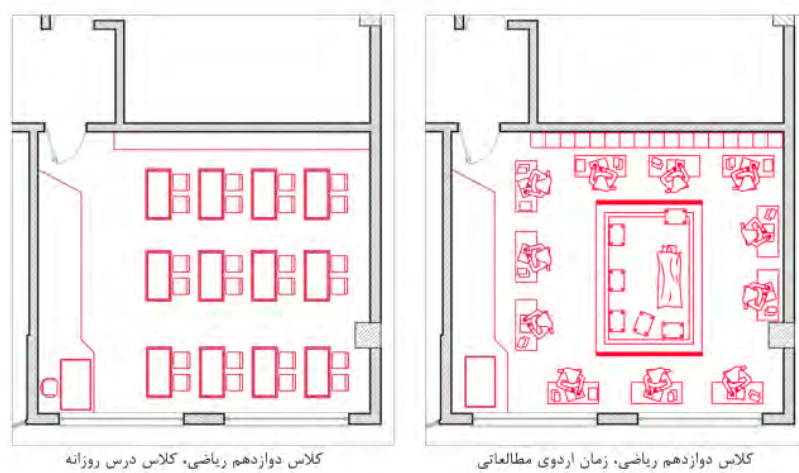 کلاس دوازدهم ریاضی، زمان اردوی مطالعاتی
کلاس دوازدهم ریاضی، کلاس درس روزانه